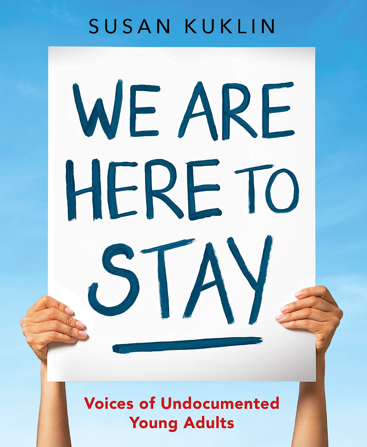 SUSAN KUKLIN
WE ARE
HERE TO
STAY
Voices of Undocumented
Young Adults